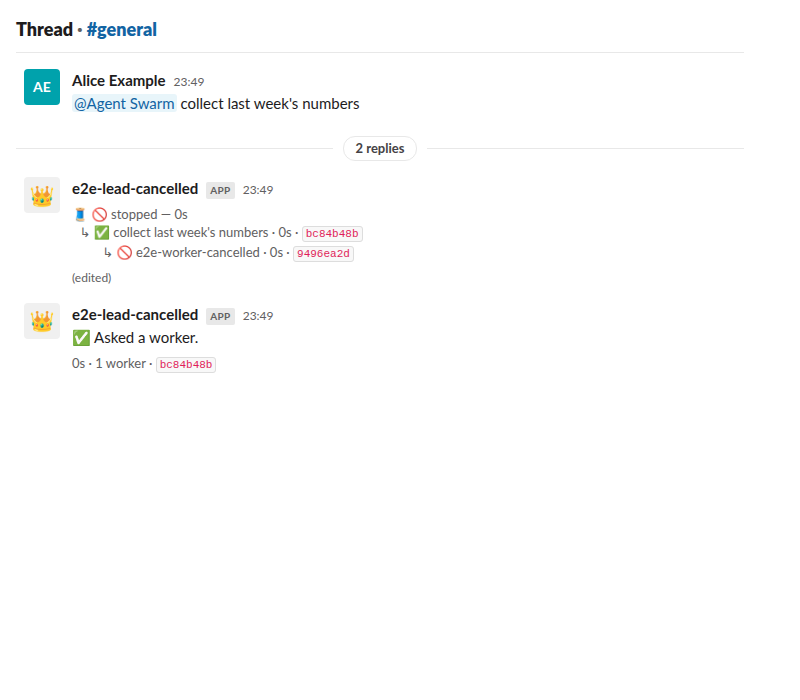 Thread • #general
AE
Alice Example 23:49
@Agent Swarm collect last week's numbers
2 replies
e2e-lead-cancelled APP 23:49
🧵 🚫 stopped — 0s
↳ ✅ collect last week's numbers · 0s · bc84b48b
↳ 🚫 e2e-worker-cancelled · 0s · 9496ea2d
(edited)
e2e-lead-cancelled APP 23:49
✅ Asked a worker.
0s · 1 worker · bc84b48b